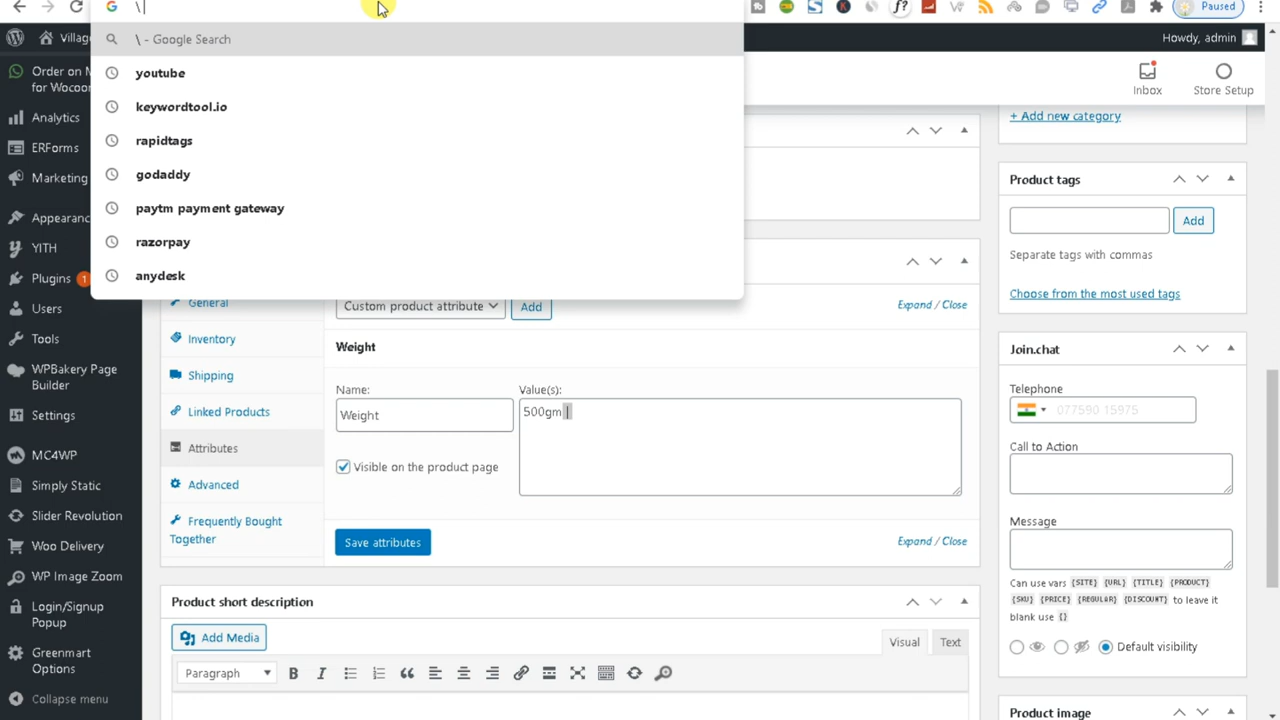 \
Paused
\ - Google Search
youtube
keywordtool.io
rapidtags
godaddy
paytm payment gateway
razorpay
anydesk
Villag
Howdy, admin
Inbox
Store Setup
Order on
for Wocoo
Analytics
ERForms
Marketing
Appearanc
YITH
Plugins 1
Users
Tools
WPBakery Page
Builder
Settings
MC4WP
Simply Static
Slider Revolution
Woo Delivery
WP Image Zoom
Login/Signup
Popup
Greenmart
Options
Collapse menu
General
Inventory
Shipping
Linked Products
Attributes
Advanced
Frequently Bought
Together
Custom product attribute
Add
Expand / Close
Weight
Name:
Value(s):
Weight
500gm |
Visible on the product page
Save attributes
Expand / Close
Product short description
Add Media
Visual
Text
Paragraph
B
I
+ Add new category
Product tags
Add
Separate tags with commas
Choose from the most used tags
Join.chat
Telephone
077590 15975
Call to Action
Message
Can use vars {SITE} {URL} {TITLE} {PRODUCT}
{SKU} {PRICE} {REGULAR} {DISCOUNT} to leave it
blank use {}
Default visibility
Product image